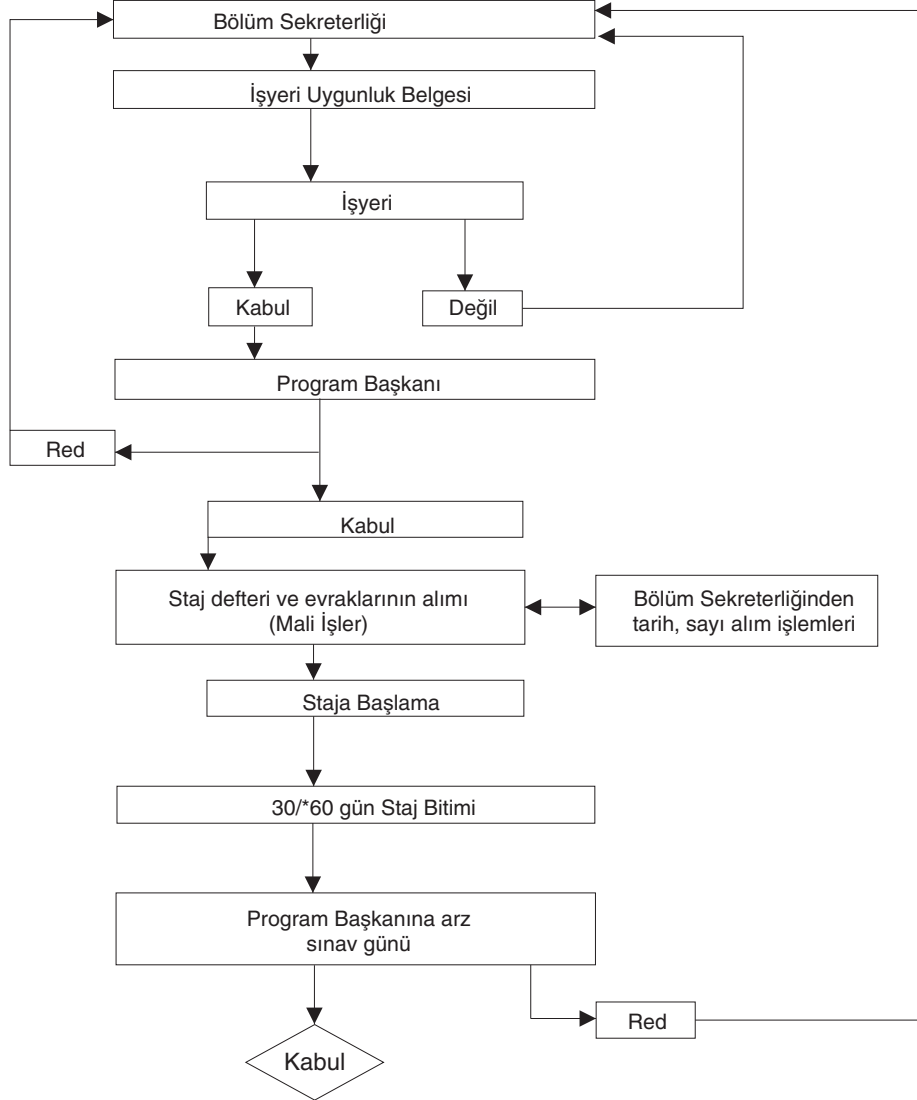 Bölüm Sekreterliği
İşyeri Uygunluk Belgesi
İşyeri
Kabul
Değil
Program Başkanı
Red
Kabul
Staj defteri ve evraklarının alımı
(Mali İşler)
Bölüm Sekreterliğinden
tarih, sayı alım işlemleri
Staja Başlama
30/*60 gün Staj Bitimi
Program Başkanına arz
sınav günü
Red
Kabul